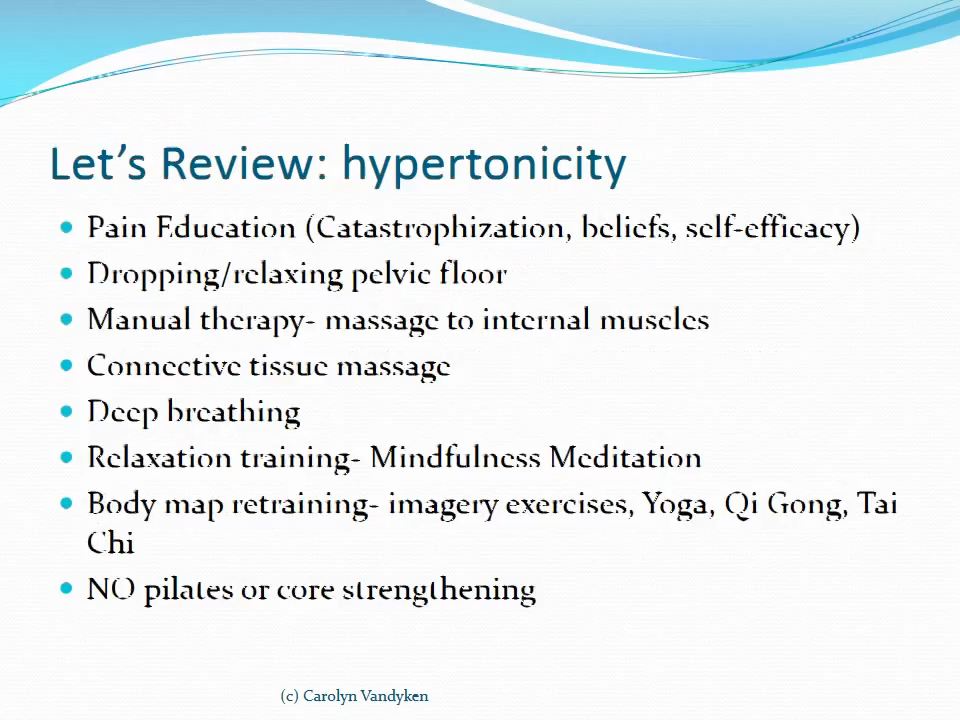 Let's Review: hypertonicity
Pain Education (Catastrophization, beliefs, self-efficacy)
Dropping/relaxing pelvic floor
Manual therapy- massage to internal muscles
Connective tissue massage
Deep breathing
Relaxation training- Mindfulness Meditation
Body map retraining- imagery exercises, Yoga, Qi Gong, Tai
Chi
NO pilates or core strengthening
(c) Carolyn Vandyken